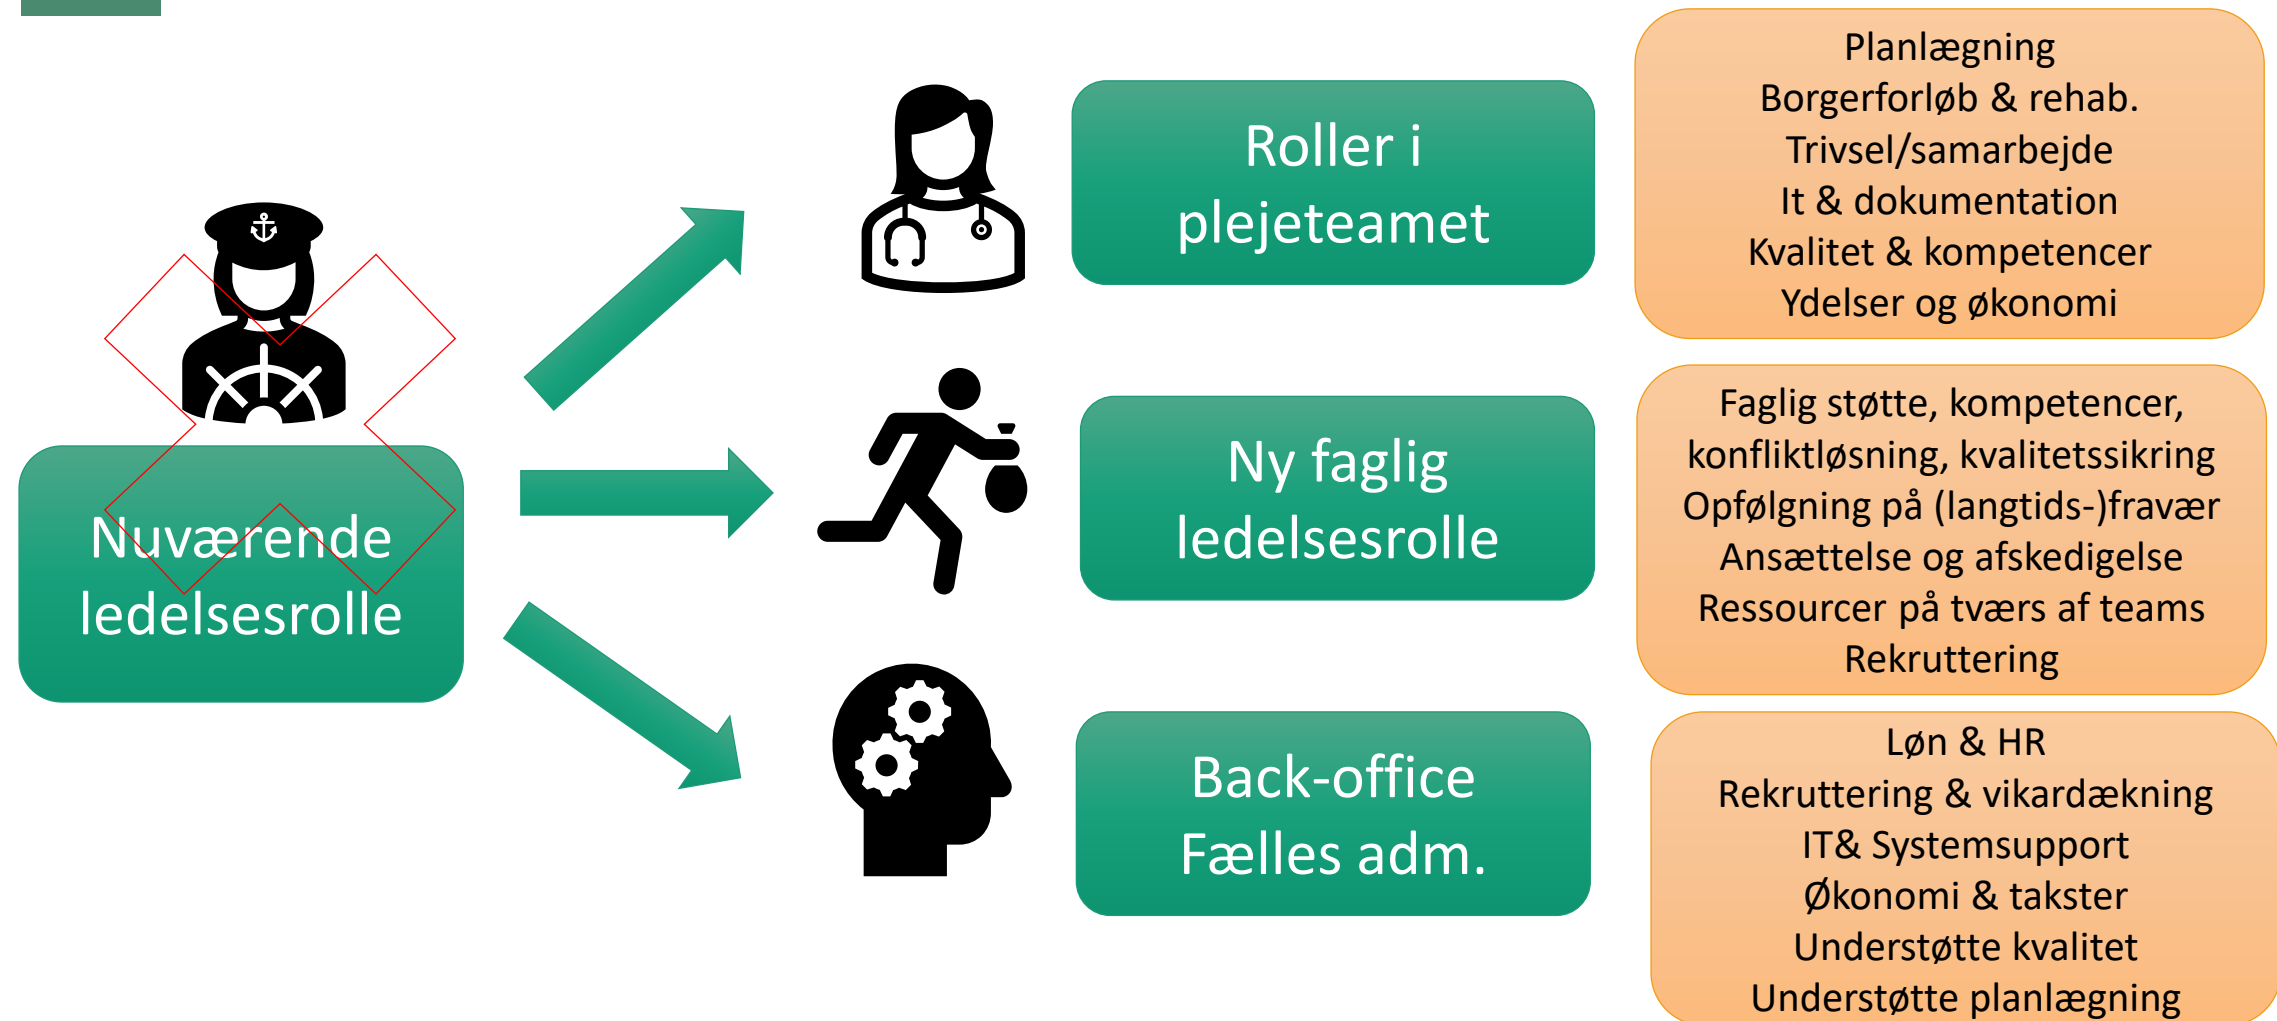 Nuværende
ledelsesrolle
Roller i
plejeteamet
Planlægning
Borgerforløb & rehab.
Trivsel/samarbejde
It & dokumentation
Kvalitet & kompetencer
Ydelser og økonomi
Ny faglig
ledelsesrolle
Faglig støtte, kompetencer,
konfliktløsning, kvalitetssikring
Opfølgning på (langtids-)fravær
Ansættelse og afskedigelse
Ressourcer på tværs af teams
Rekruttering
Back-office
Fælles adm.
Løn & HR
Rekruttering & vikardækning
IT& Systemsupport
Økonomi & takster
Understøtte kvalitet
Understøtte planlægning